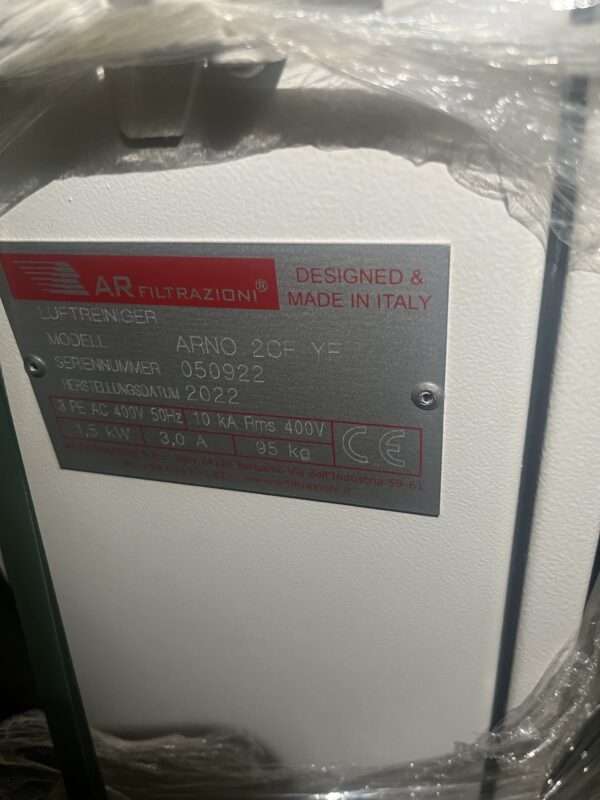 AR FILTRAZIONI®
DESIGNED &
MADE IN ITALY
LUFTREINIGER
MODELL ARNO 2CF YF
SERIENNUMMER 050922
HERSTELLUNGSDATUM 2022
3 PE AC 400V 50Hz 10 kA Rms 400V
1,5 kW 3,0 A 95 kg CE